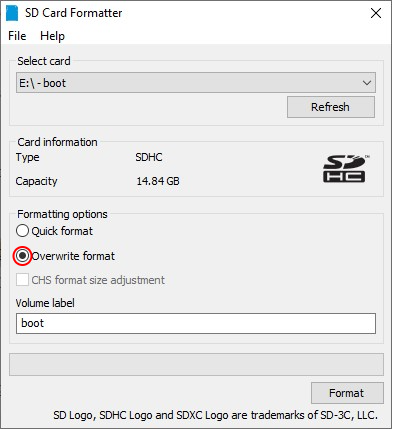 SD Card Formatter
File Help
Select card
E:\ - boot
Refresh
Card information
Type SDHC
Capacity 14.84 GB
SD HC
TM
Formatting options
Quick format
Overwrite format
CHS format size adjustment
Volume label
boot
Format
SD Logo, SDHC Logo and SDXC Logo are trademarks of SD-3C, LLC.